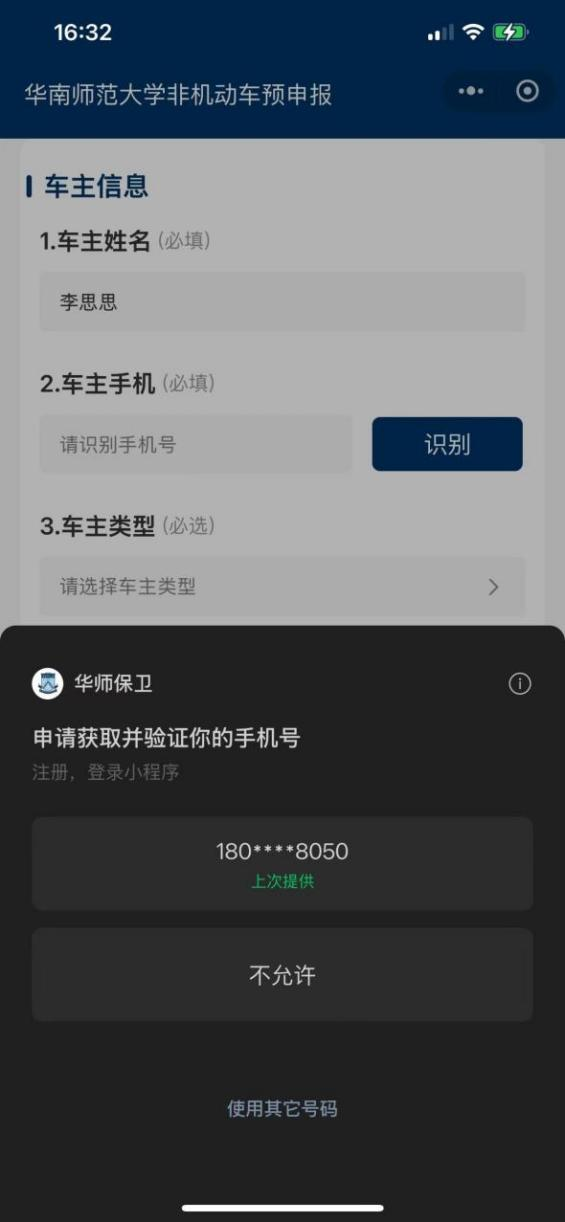 16:32
华南师范大学非机动车预申报
车主信息
1.车主姓名 (必填)
李思思
2.车主手机 (必填)
请识别手机号
识别
3.车主类型 (必选)
请选择车主类型
华师保卫
申请获取并验证你的手机号
注册，登录小程序
180****8050
上次提供
不允许
使用其它号码